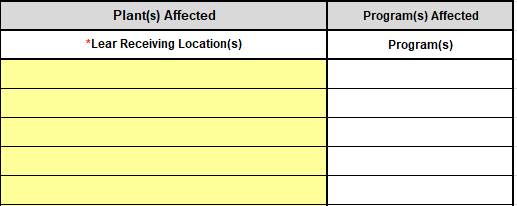 Plant(s) Affected
Program(s) Affected
*Lear Receiving Location(s)
Program(s)